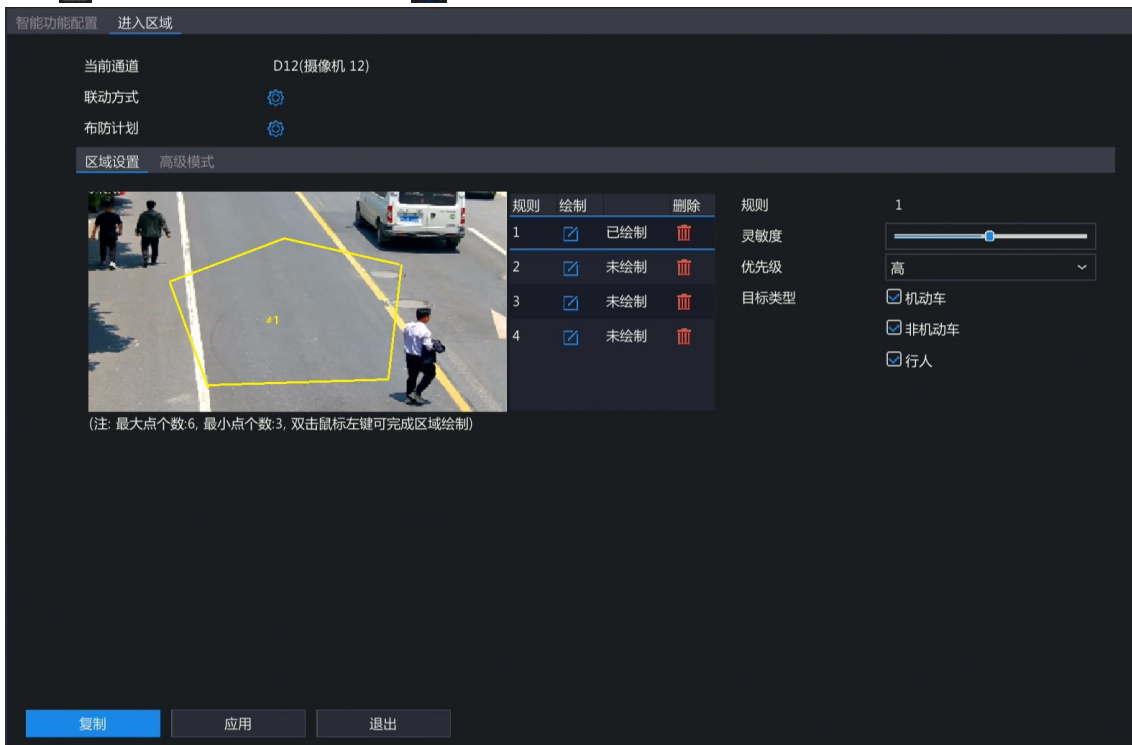 智能功能配置 进入区域
当前通道 D12(摄像机 12)
联动方式
布防计划
区域设置 高级模式
规则 绘制 删除 规则 1
1 已绘制 灵敏度
2 未绘制 优先级 高
3 未绘制 目标类型 机动车
#1
4 未绘制 非机动车
行人
(注: 最大点个数:6, 最小点个数:3, 双击鼠标左键可完成区域绘制)
复制 应用 退出